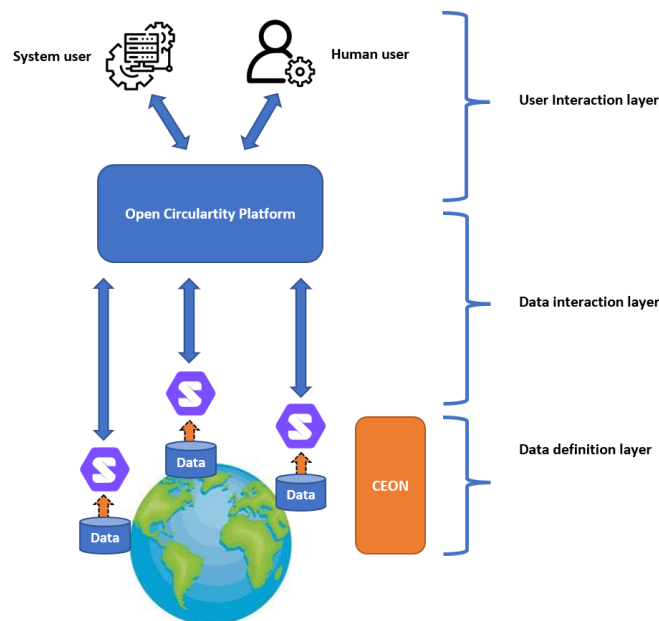 System user
Human user
User Interaction layer
Open Circulartity Platform
Data interaction layer
Data
Data
Data
CEON
Data definition layer